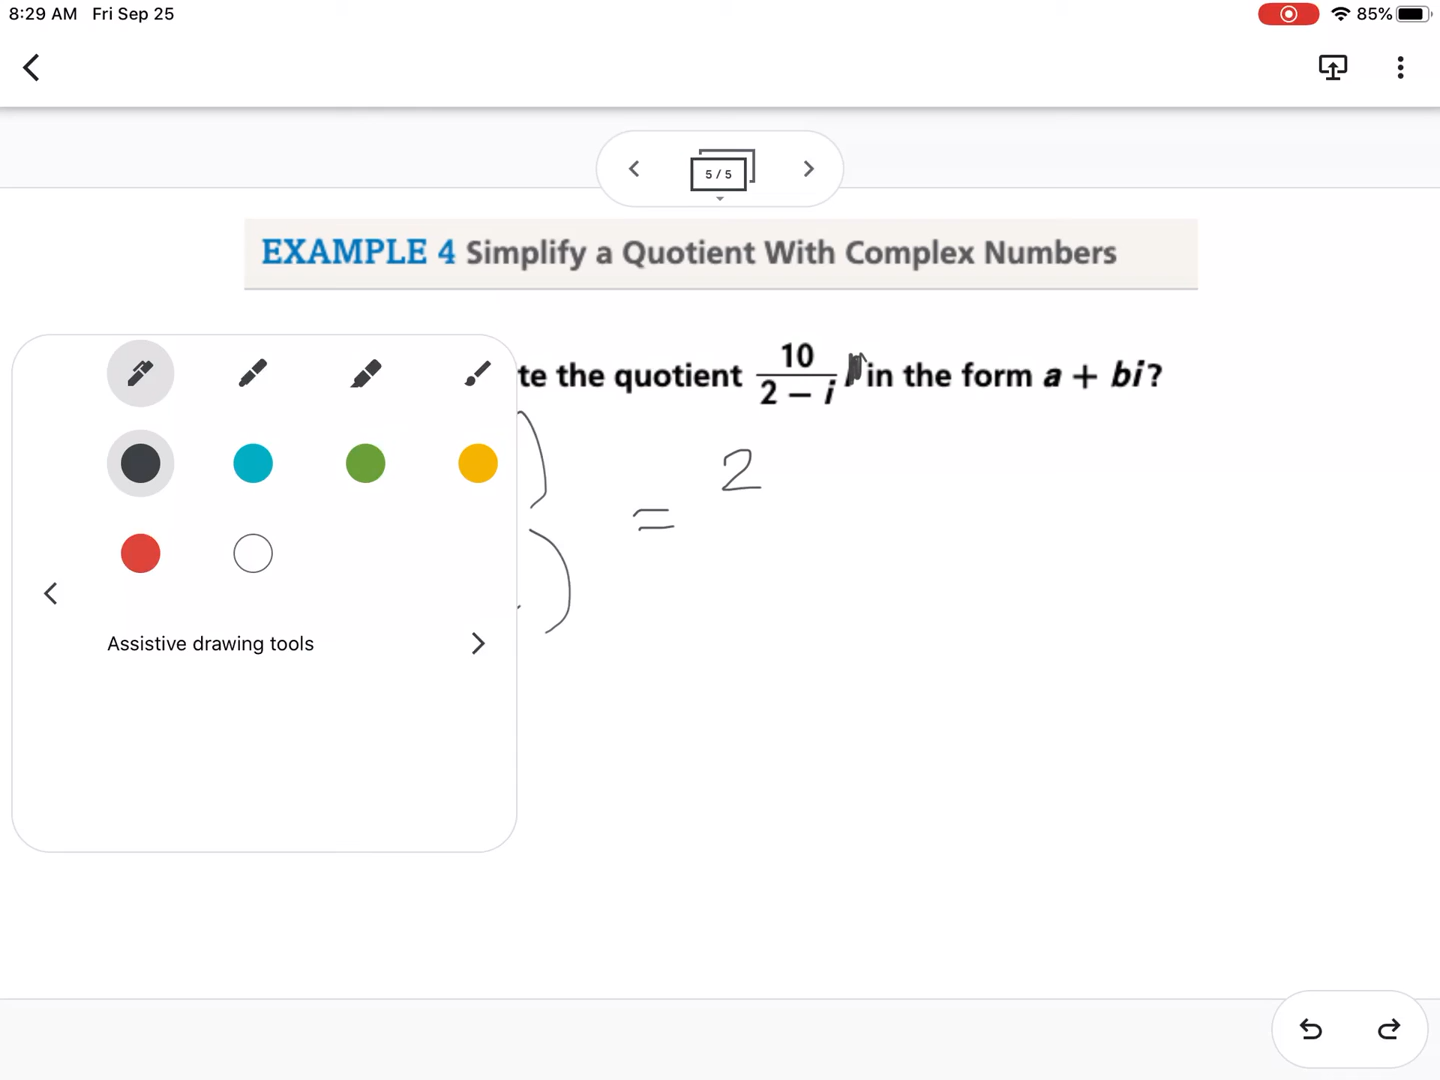 8:29 AM Fri Sep 25
85%
5 / 5
EXAMPLE 4 Simplify a Quotient With Complex Numbers
te the quotient 10 / 2 − i in the form a + bi?
= 2
Assistive drawing tools